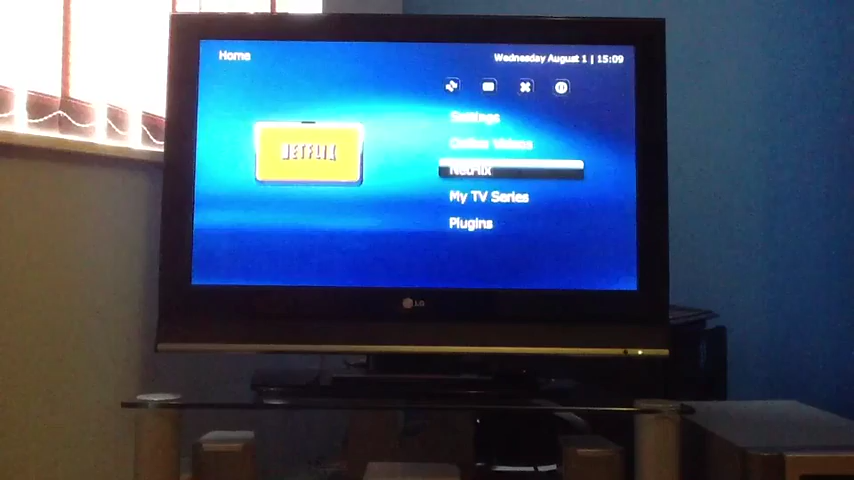 Home
Wednesday August 1 | 15:09
Settings
Online Videos
NETFLIX
Netflix
My TV Series
Plugins
LG